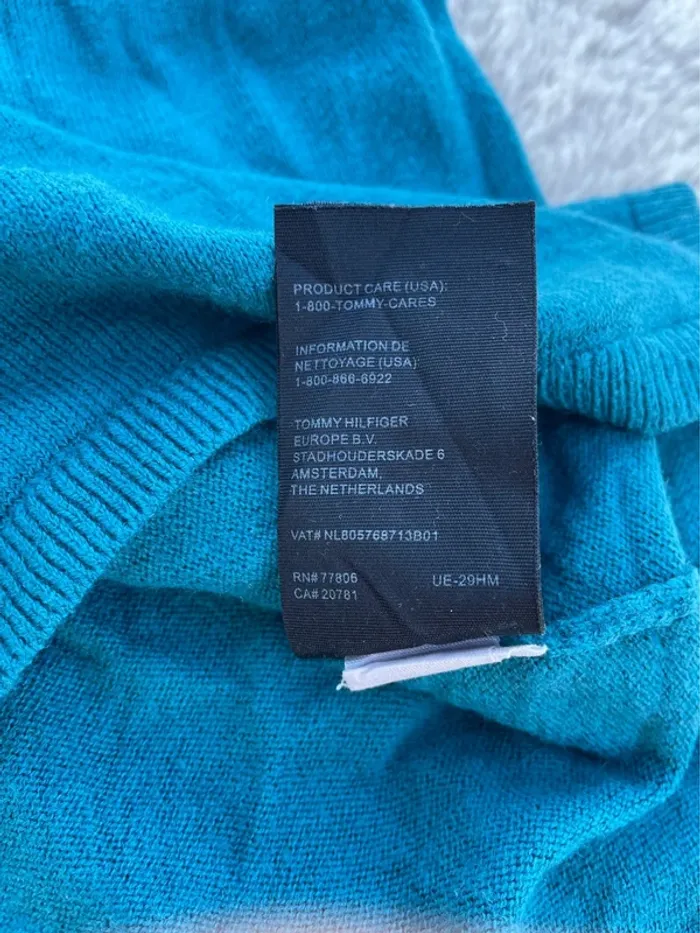 PRODUCT CARE (USA):
1-800-TOMMY-CARES
INFORMATION DE
NETTOYAGE (USA)
1-800-866-6922
TOMMY HILFIGER
EUROPE B.V.
STADHOUDERSKADE 6
AMSTERDAM,
THE NETHERLANDS
VAT# NL805768713B01
RN# 77806 UE-29HM
CA# 20781